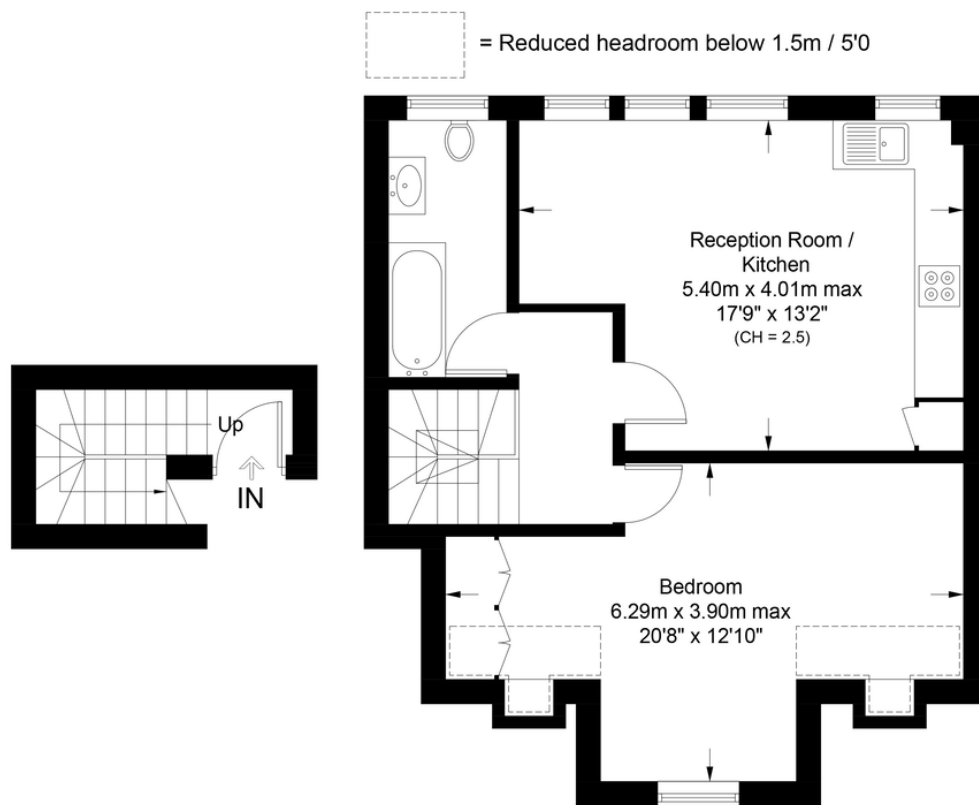 = Reduced headroom below 1.5m / 5'0
Reception Room /
Kitchen
5.40m x 4.01m max
17'9" x 13'2"
(CH = 2.5)
Up
IN
Bedroom
6.29m x 3.90m max
20'8" x 12'10"